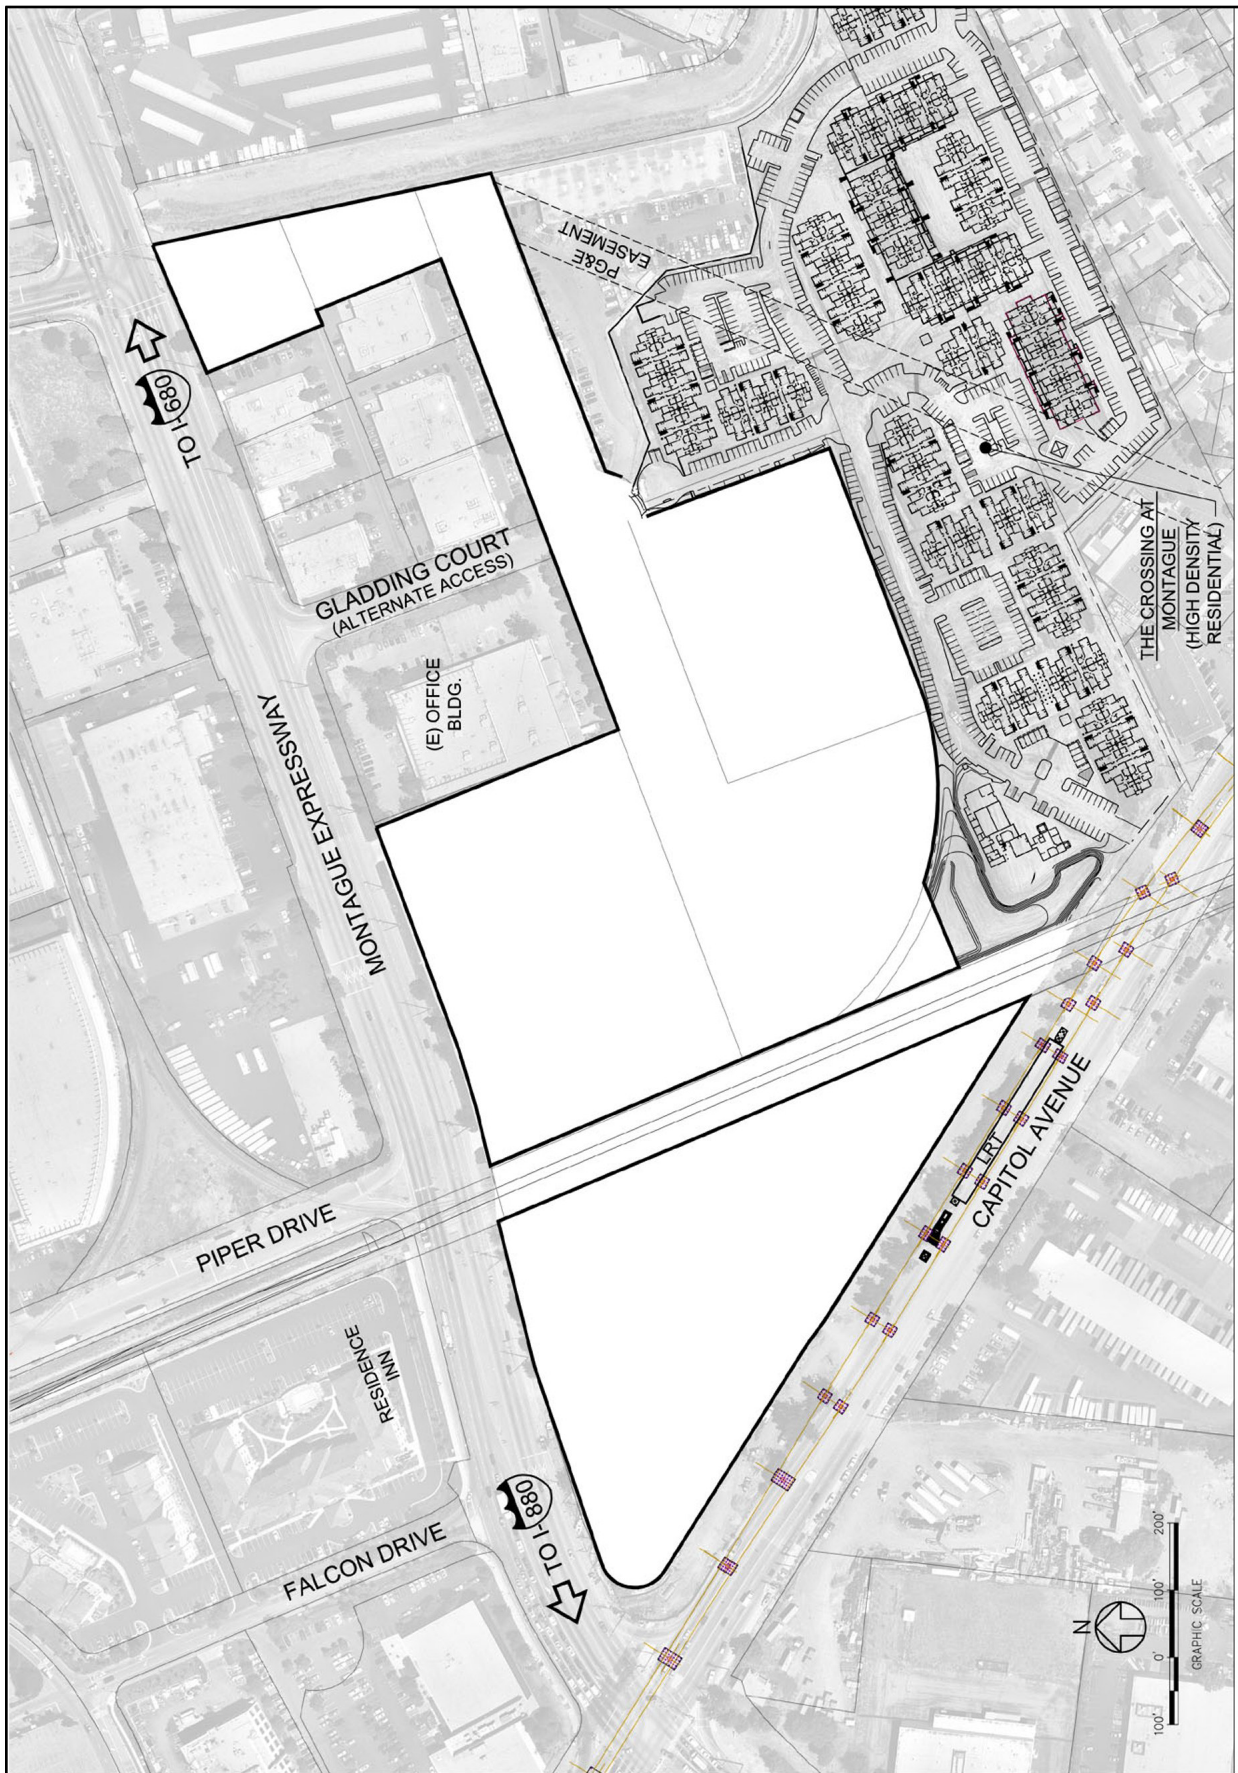 PG&E
EASEMENT
TO I-680
GLADDING COURT
(ALTERNATE ACCESS)
(E) OFFICE
BLDG.
MONTAGUE EXPRESSWAY
THE CROSSING AT
MONTAGUE
(HIGH DENSITY
RESIDENTIAL)
PIPER DRIVE
RESIDENCE
INN
LRT
CAPITOL AVENUE
FALCON DRIVE
TO I-880
N
100' 0' 100' 200'
GRAPHIC SCALE